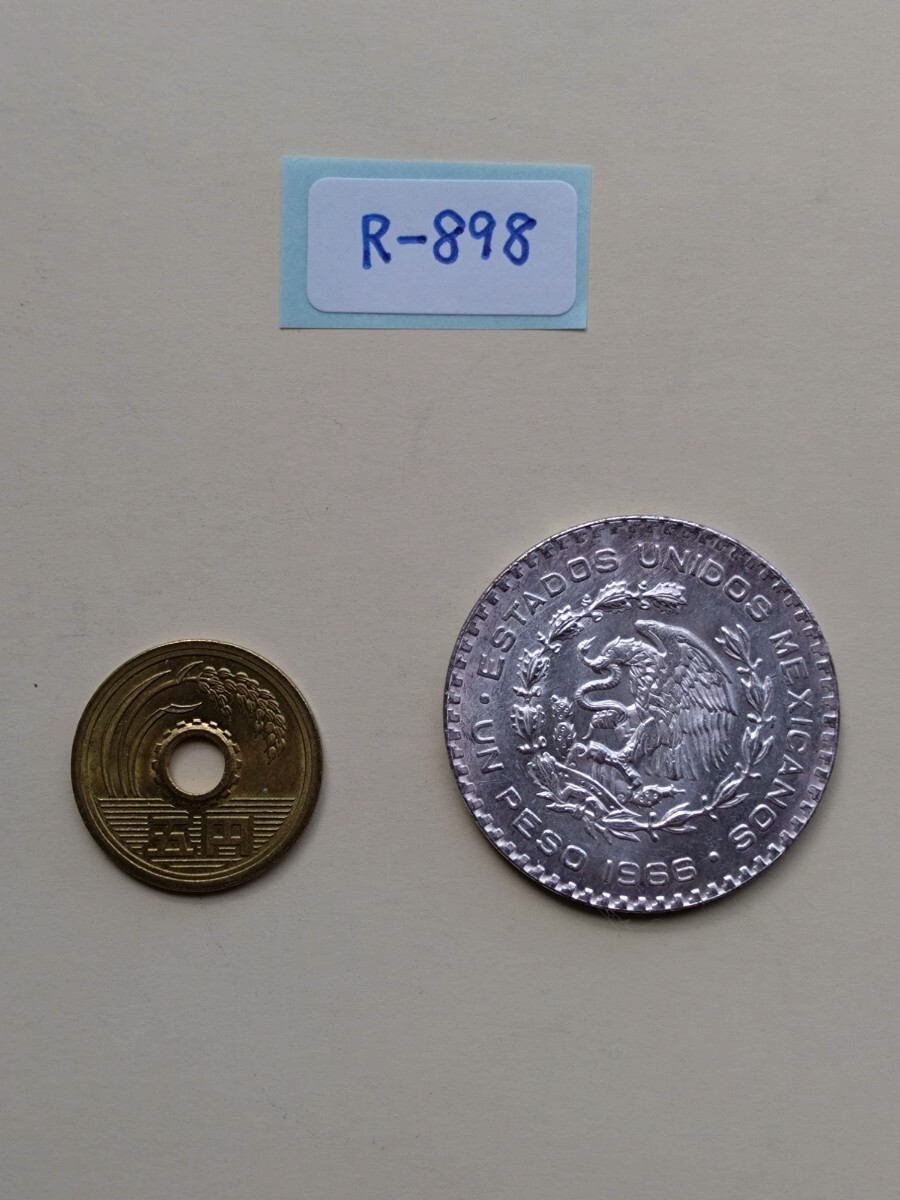 R-898
UN PESO 1966 · ESTADOS UNIDOS MEXICANOS ·
五円